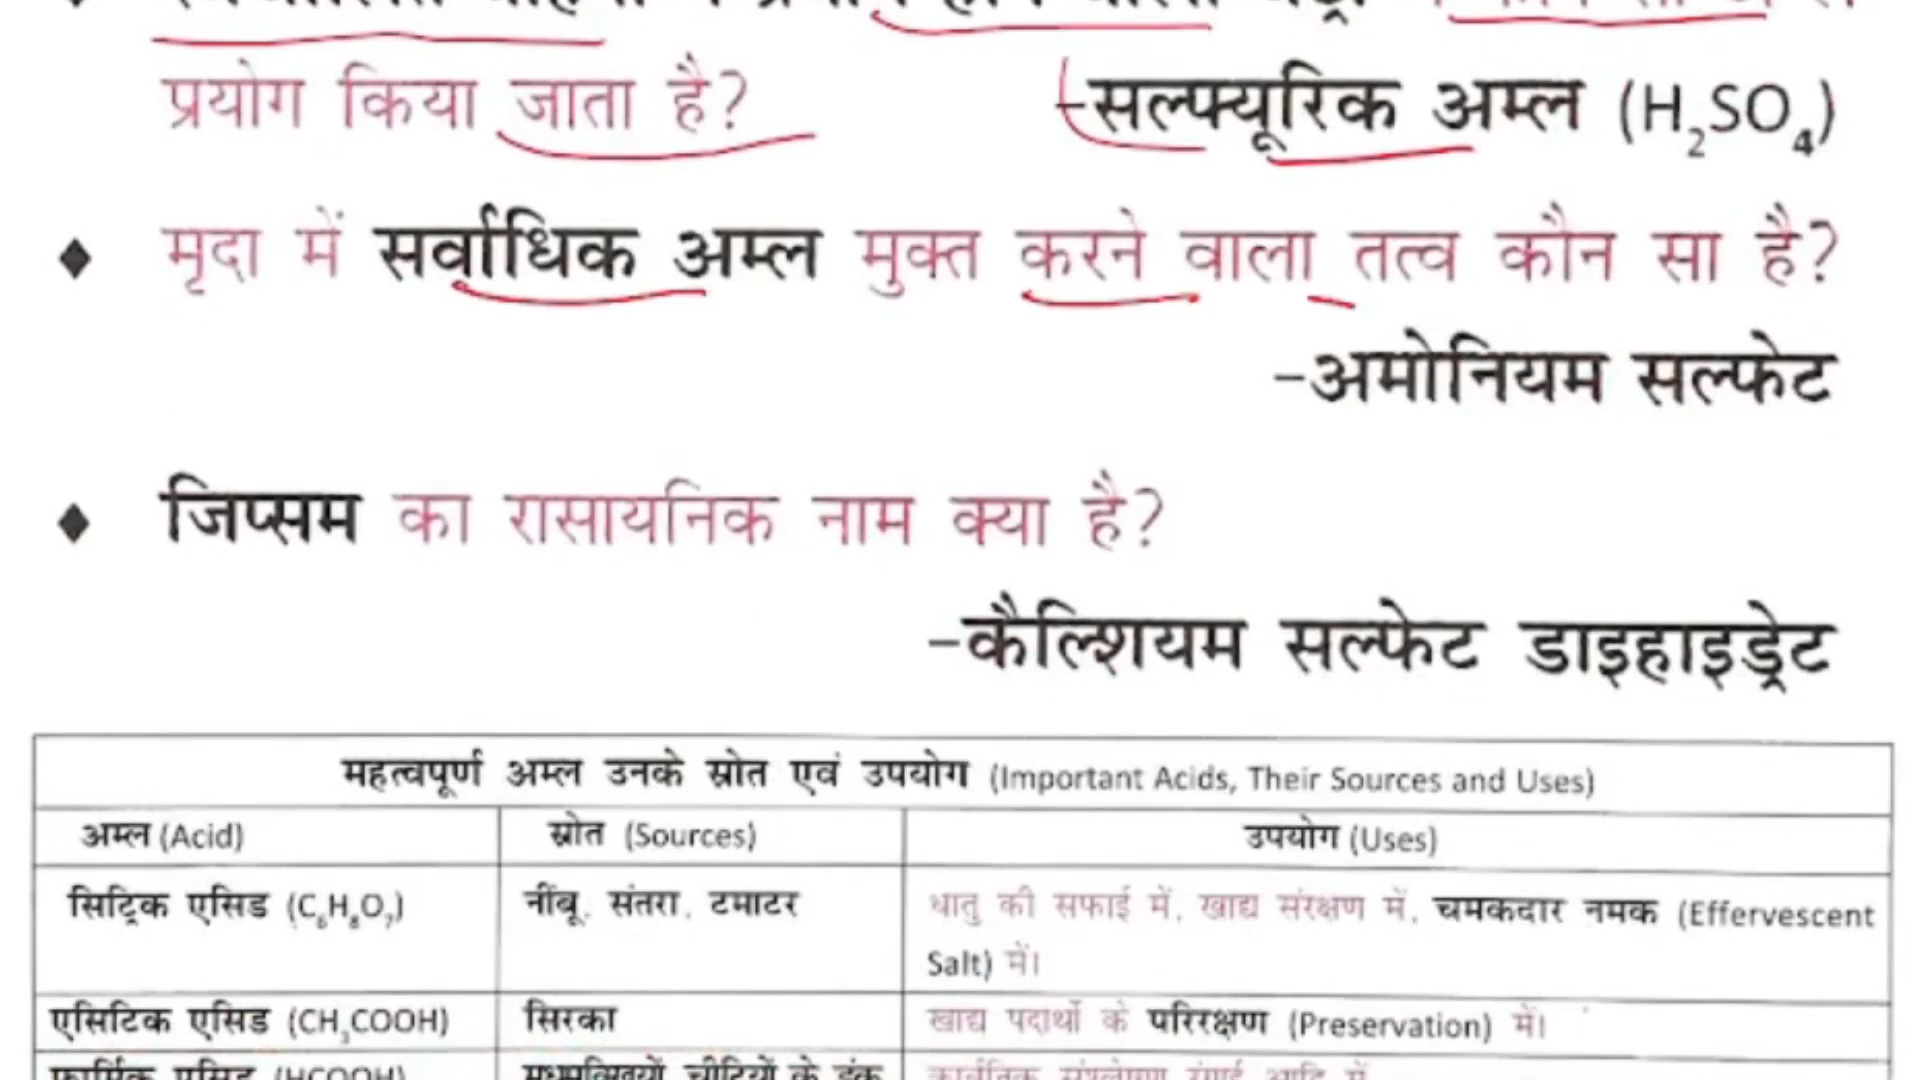 प्रयोग किया जाता है? -सल्फ्यूरिक अम्ल (H₂SO₄)
♦ मृदा में सर्वाधिक अम्ल मुक्त करने वाला तत्व कौन सा है?
-अमोनियम सल्फेट
♦ जिप्सम का रासायनिक नाम क्या है?
-कैल्शियम सल्फेट डाइहाइड्रेट
महत्वपूर्ण अम्ल उनके स्रोत एवं उपयोग (Important Acids, Their Sources and Uses)
अम्ल (Acid) स्रोत (Sources) उपयोग (Uses)
सिट्रिक एसिड (C₆H₈O₇) नींबू, संतरा, टमाटर धातु की सफाई में, खाद्य संरक्षण में, चमकदार नमक (Effervescent
Salt) में।
एसिटिक एसिड (CH₃COOH) सिरका खाद्य पदार्थों के परिरक्षण (Preservation) में।
फार्मिक एसिड (HCOOH) चींटियों के डंक